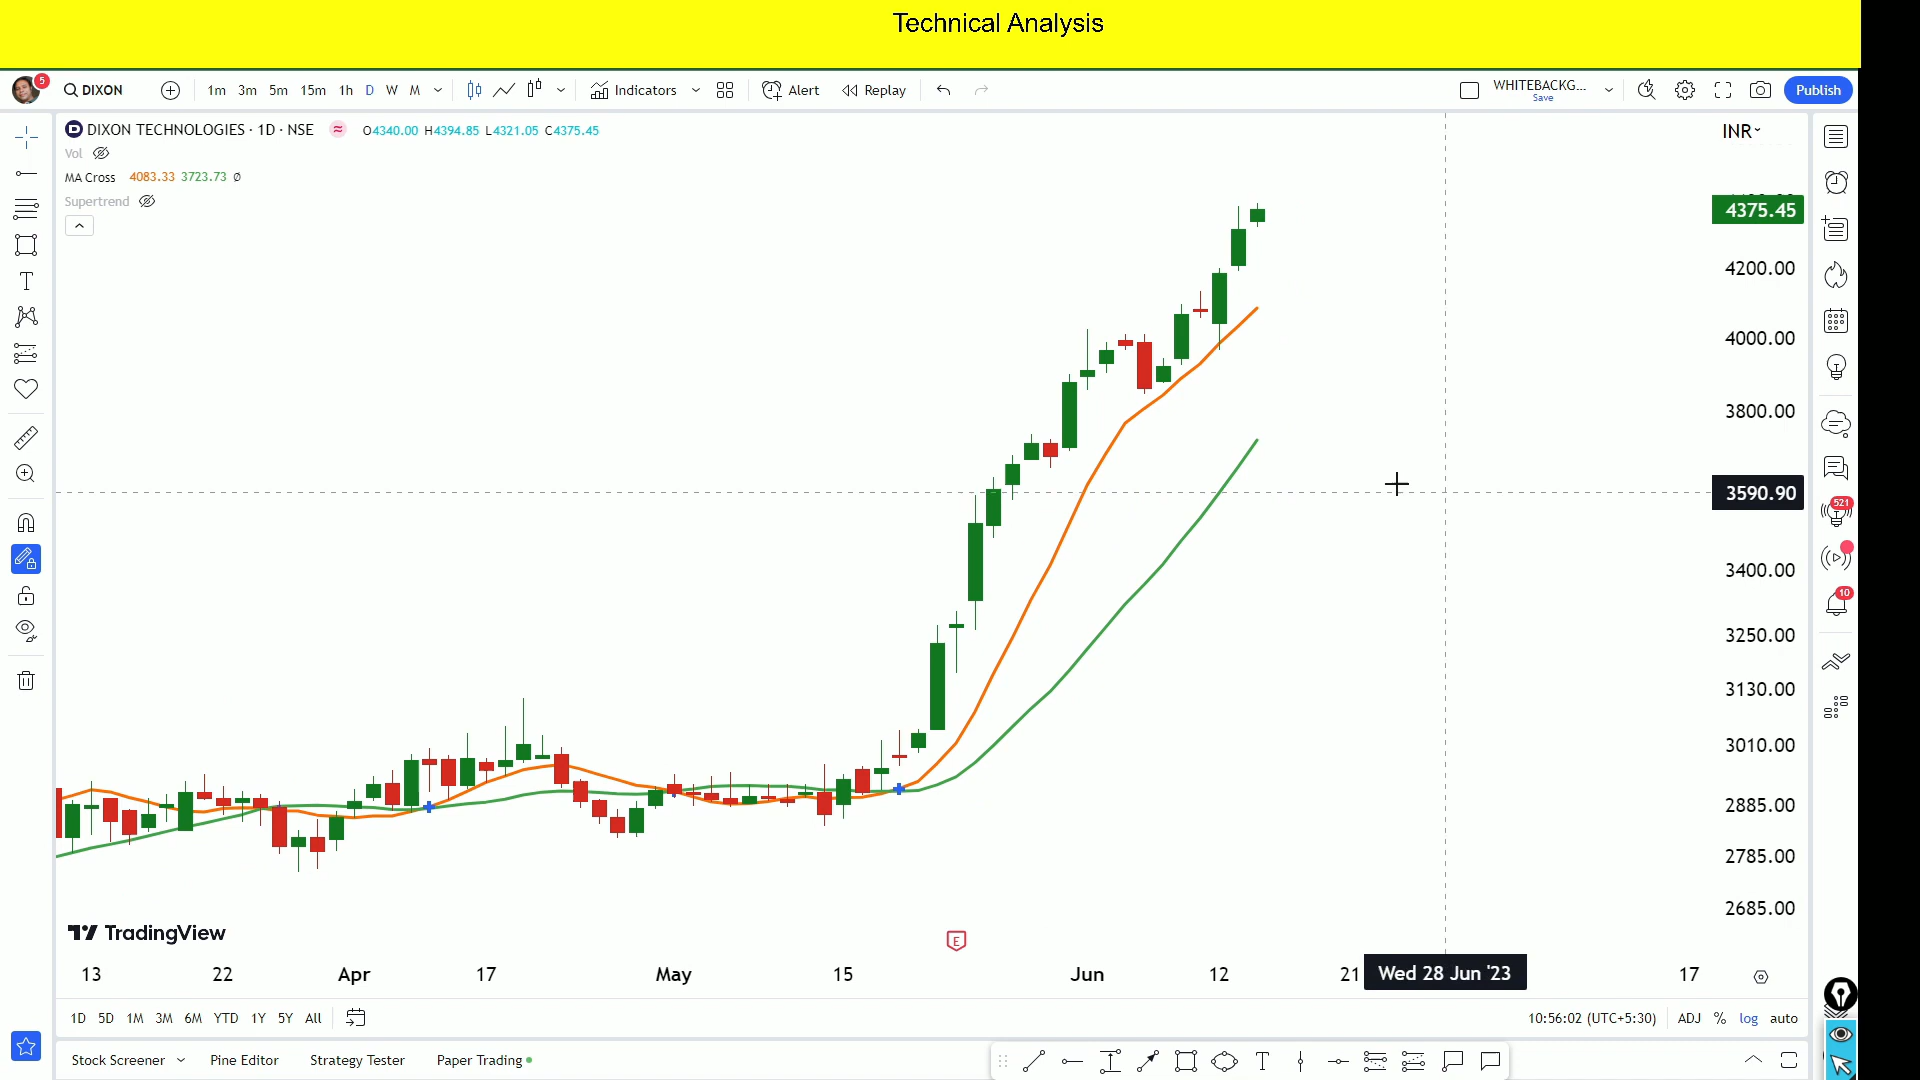 Technical Analysis
5
DIXON
1m 3m 5m 15m 1h D W M
Indicators
Alert
Replay
WHITEBACKG...
Save
Publish
DIXON TECHNOLOGIES · 1D · NSE
O4340.00 H4394.85 L4321.05 C4375.45
INR
Vol
MA Cross 4083.33 3723.73 ∅
Supertrend
4375.45
4200.00
4000.00
3800.00
3590.90
3400.00
3250.00
3130.00
3010.00
2885.00
2785.00
2685.00
521
10
E
TradingView
13 22 Apr 17 May 15 Jun 12 21 Wed 28 Jun '23 17
1D 5D 1M 3M 6M YTD 1Y 5Y All
10:56:02 (UTC+5:30) ADJ % log auto
Stock Screener Pine Editor Strategy Tester Paper Trading